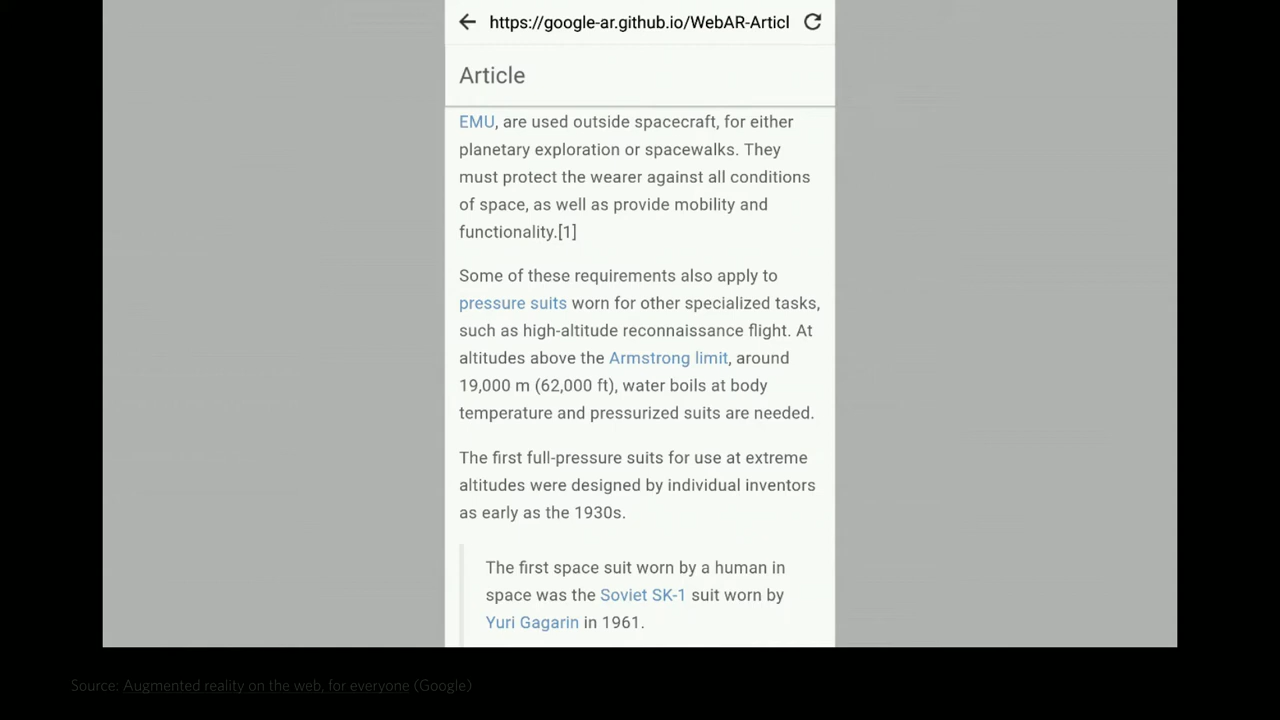 https://google-ar.github.io/WebAR-Articl
Article
EMU, are used outside spacecraft, for either
planetary exploration or spacewalks. They
must protect the wearer against all conditions
of space, as well as provide mobility and
functionality.[1]
Some of these requirements also apply to
pressure suits worn for other specialized tasks,
such as high-altitude reconnaissance flight. At
altitudes above the Armstrong limit, around
19,000 m (62,000 ft), water boils at body
temperature and pressurized suits are needed.
The first full-pressure suits for use at extreme
altitudes were designed by individual inventors
as early as the 1930s.
The first space suit worn by a human in
space was the Soviet SK-1 suit worn by
Yuri Gagarin in 1961.
Source: Augmented reality on the web, for everyone (Google)